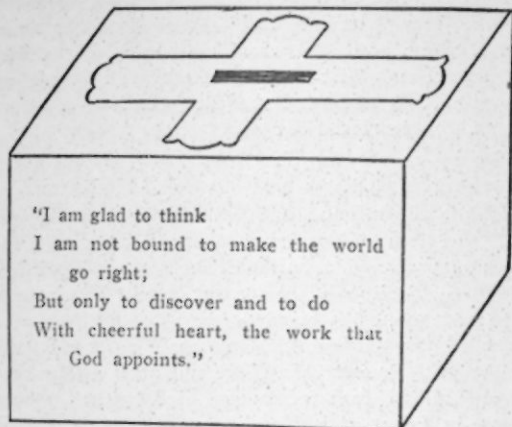 "I am glad to think
I am not bound to make the world
go right;
But only to discover and to do
With cheerful heart, the work that
God appoints."